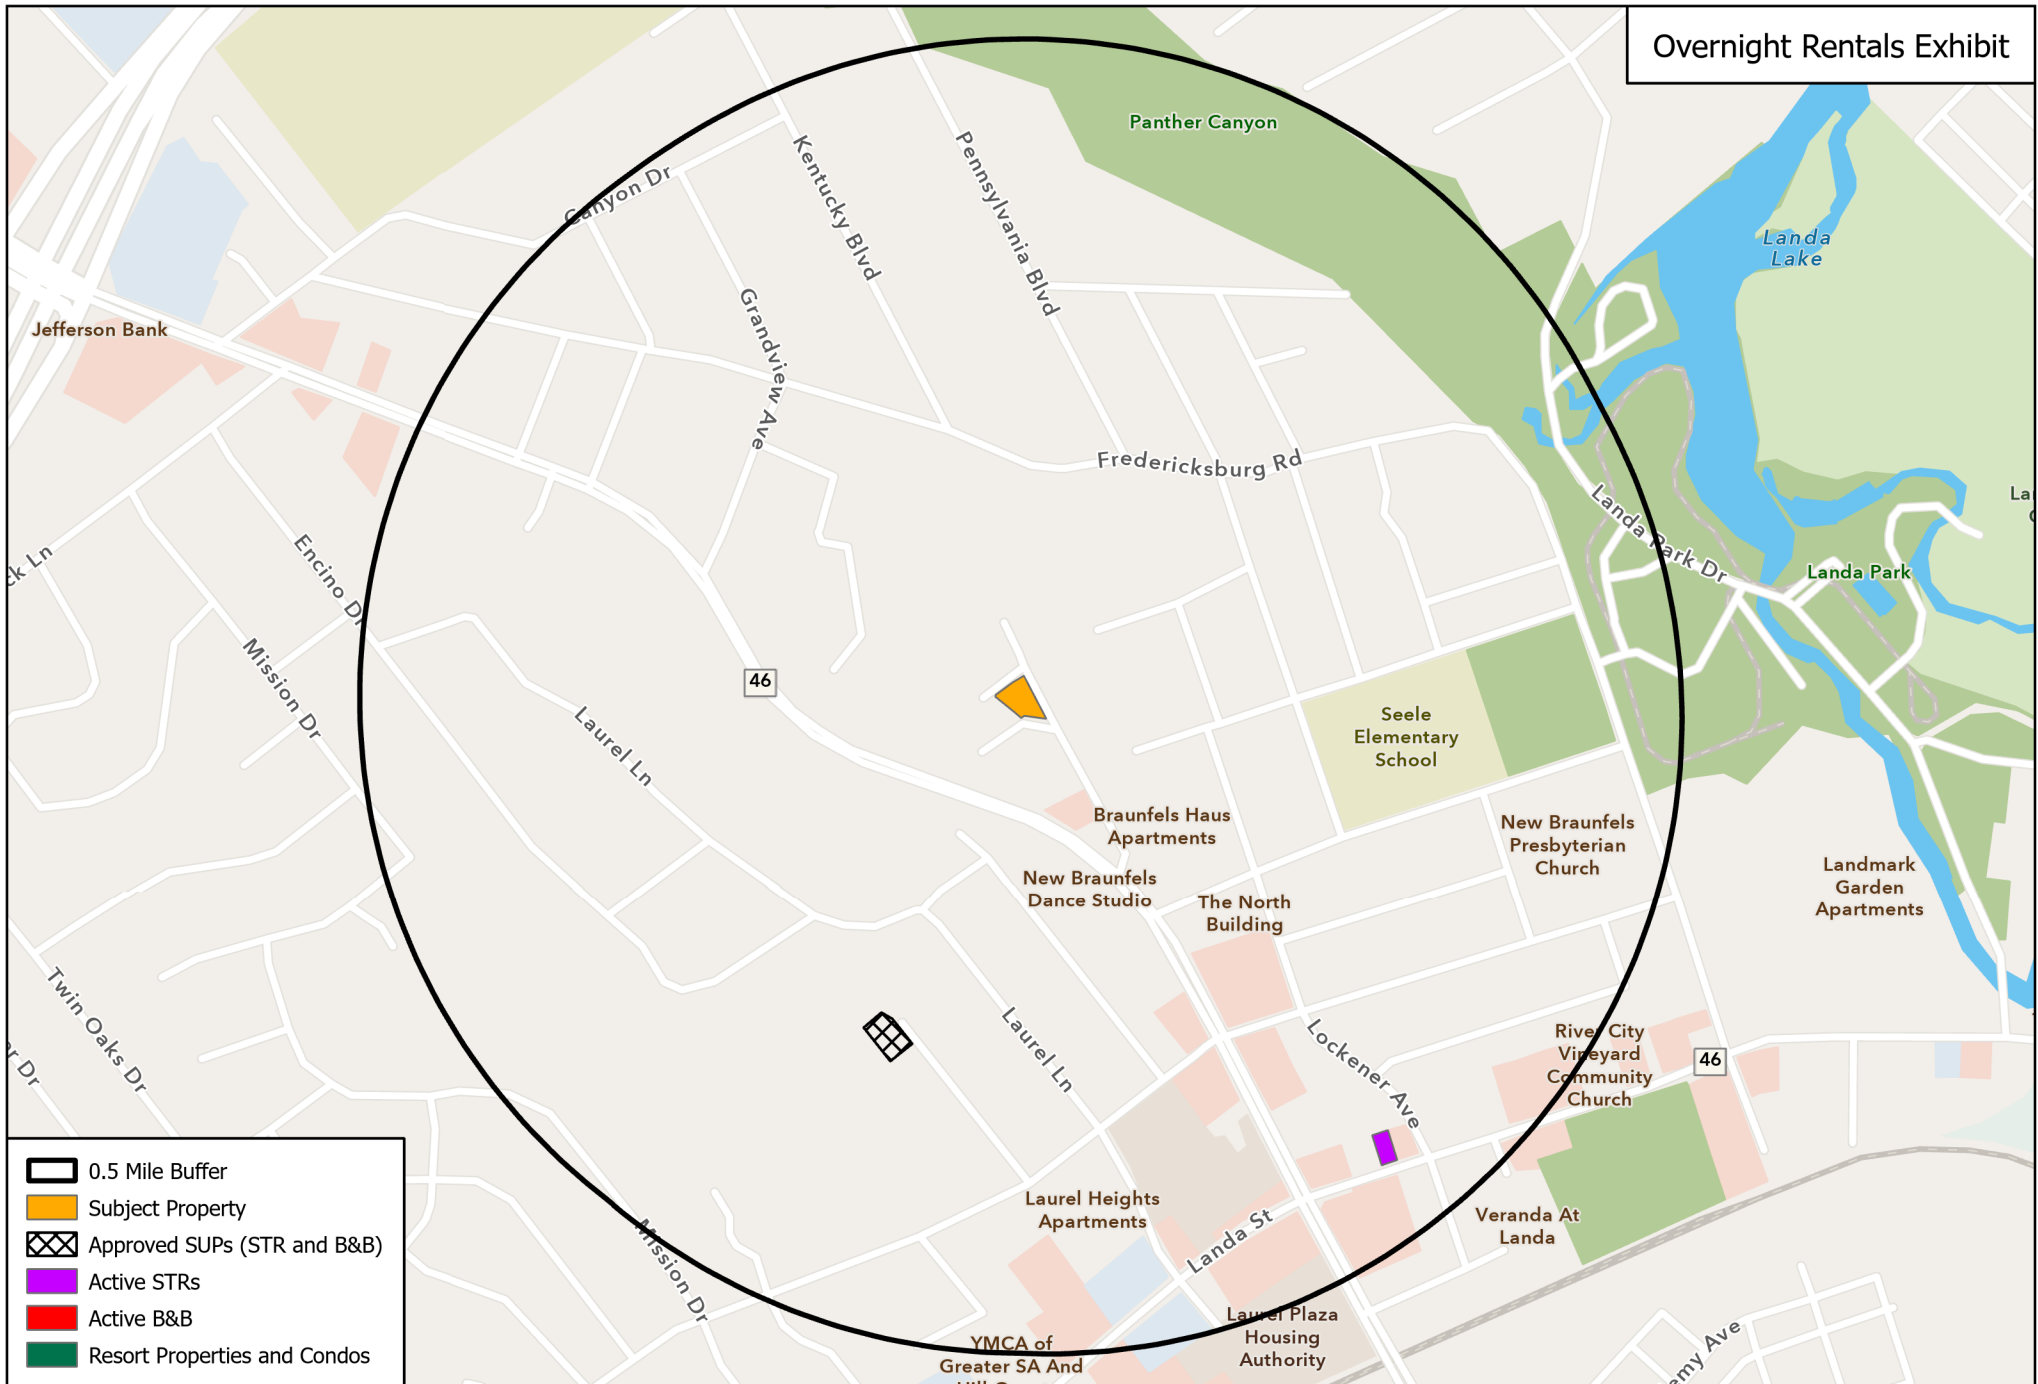 Overnight Rentals Exhibit
Panther Canyon
Canyon Dr
Kentucky Blvd
Pennsylvania Blvd
Landa
Lake
Jefferson Bank
Grandview Ave
Fredericksburg Rd
Landa Park Dr
Landa Park
Encino Dr
Mission Dr
46
Laurel Ln
Seele
Elementary
School
Braunfels Haus
Apartments
New Braunfels
Presbyterian
Church
New Braunfels
Dance Studio
The North
Building
Landmark
Garden
Apartments
Twin Oaks Dr
Laurel Ln
Lockener Ave
River City
Vineyard
Community
Church
46
Laurel Heights
Apartments
Landa St
Veranda At
Landa
Mission Dr
Laurel Plaza
Housing
Authority
YMCA of
Greater SA And
0.5 Mile Buffer
Subject Property
Approved SUPs (STR and B&B)
Active STRs
Active B&B
Resort Properties and Condos